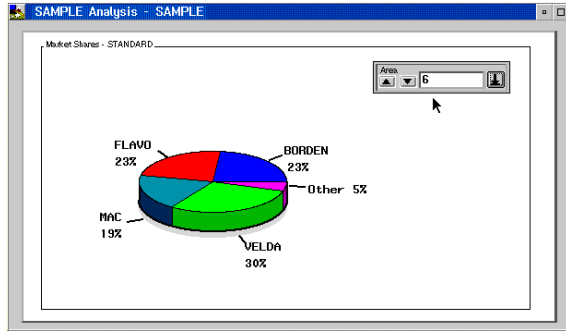 SAMPLE Analysis - SAMPLE
Market Shares - STANDARD
Area
6
FLAVO
23%
BORDEN
23%
Other 5%
MAC
19%
VELDA
30%